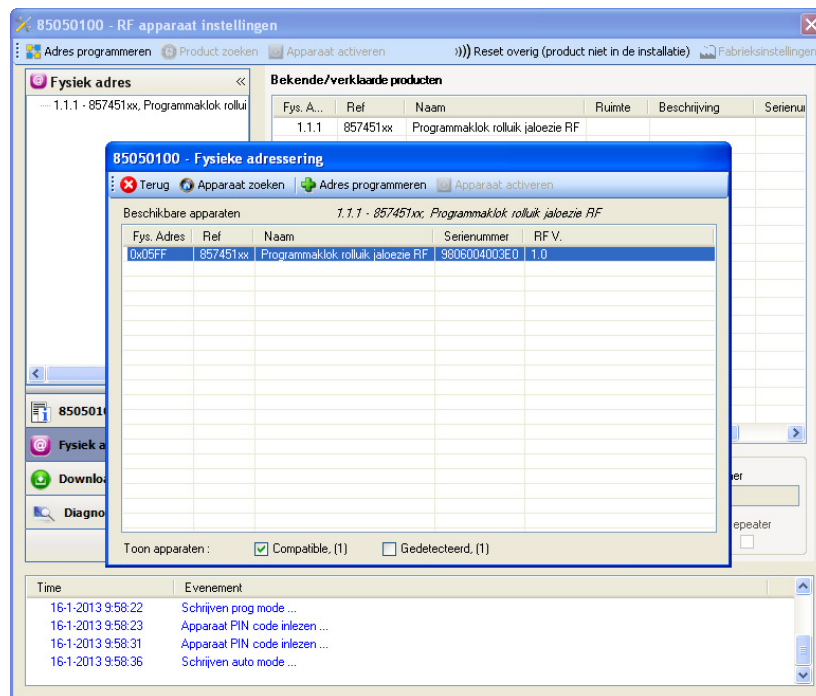 85050100 - RF apparaat instellingen
Adres programmeren Product zoeken Apparaat activeren ))) Reset overig (product niet in de installatie) Fabrieksinstellingen
Fysiek adres «
1.1.1 - 857451xx, Programmaklok rollui
Bekende/verklaarde producten
Fys. A... Ref Naam Ruimte Beschrijving Serienu
1.1.1 857451xx Programmaklok rolluik jaloezie RF
85050100 - Fysieke adressering
Terug Apparaat zoeken Adres programmeren Apparaat activeren
Beschikbare apparaten 1.1.1 - 857451xx, Programmaklok rolluik jaloezie RF
Fys. Adres Ref Naam Serienummer RF V.
0x05FF 857451xx Programmaklok rolluik jaloezie RF 9806004003E0 1.0
850501
Fysiek a
Downloa
Diagno
er
epeater
Toon apparaten : Compatible, (1) Gedetecteerd, (1)
Time Evenement
16-1-2013 9:58:22 Schrijven prog mode ...
16-1-2013 9:58:23 Apparaat PIN code inlezen ...
16-1-2013 9:58:31 Apparaat PIN code inlezen ...
16-1-2013 9:58:36 Schrijven auto mode ...